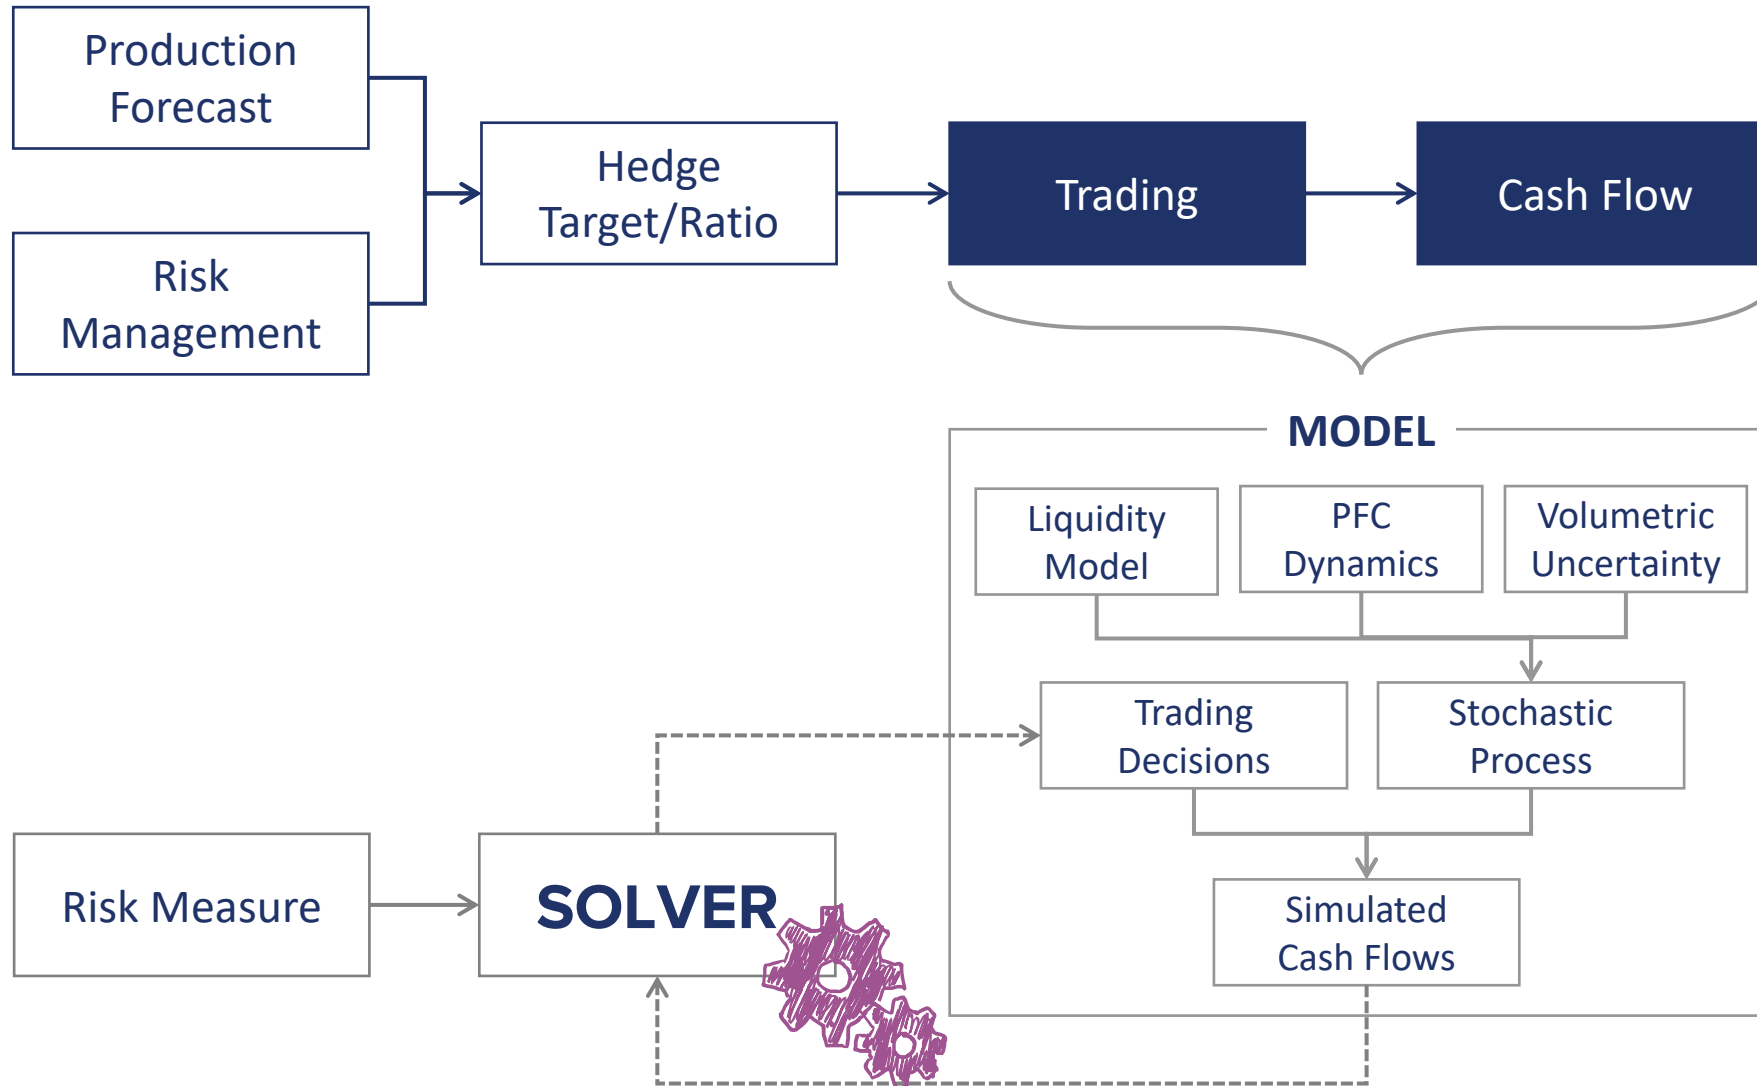 Production
Forecast
Risk
Management
Hedge
Target/Ratio
Trading
Cash Flow
MODEL
Liquidity
Model
PFC
Dynamics
Volumetric
Uncertainty
Trading
Decisions
Stochastic
Process
Simulated
Cash Flows
Risk Measure
SOLVER